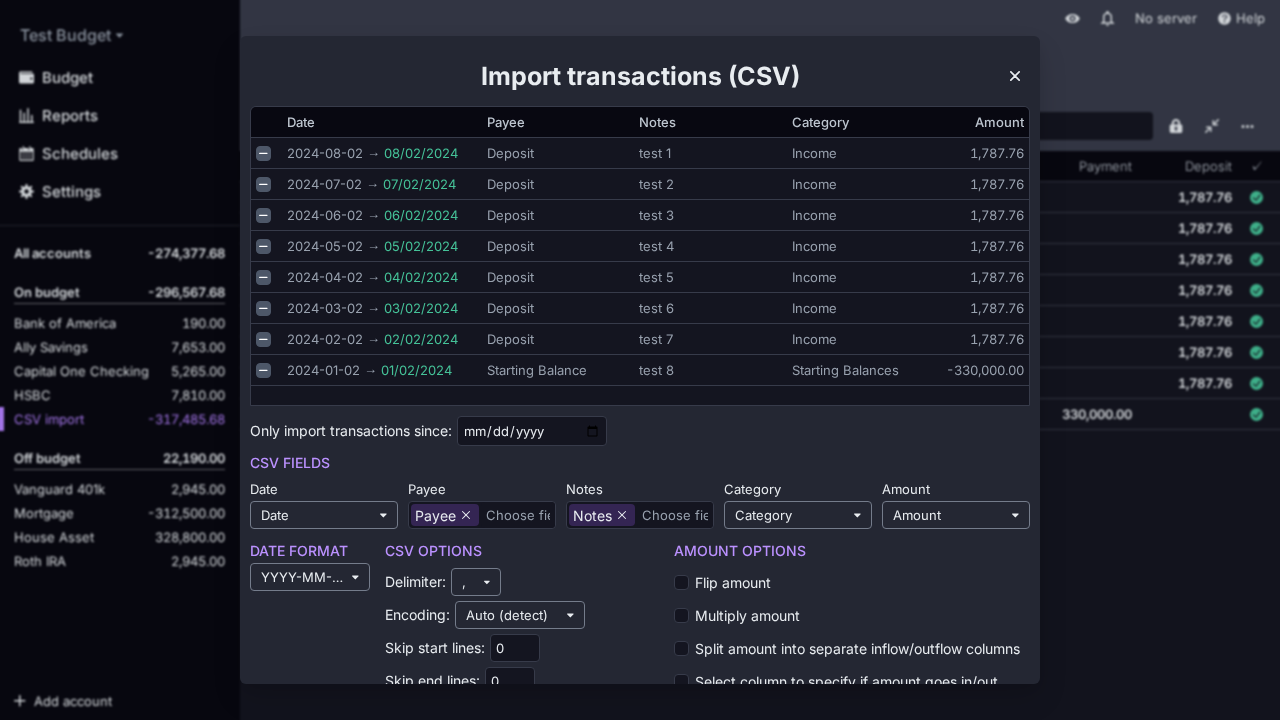 Test Budget
Budget
Reports
Schedules
Settings
All accounts -274,377.68
On budget -296,567.68
Bank of America 190.00
Ally Savings 7,653.00
Capital One Checking 5,265.00
HSBC 7,810.00
CSV import -317,485.68
Off budget 22,190.00
Vanguard 401k 2,945.00
Mortgage -312,500.00
House Asset 328,800.00
Roth IRA 2,945.00
+ Add account
No server
Help
Import transactions (CSV)
Date Payee Notes Category Amount
2024-08-02 → 08/02/2024 Deposit test 1 Income 1,787.76
2024-07-02 → 07/02/2024 Deposit test 2 Income 1,787.76
2024-06-02 → 06/02/2024 Deposit test 3 Income 1,787.76
2024-05-02 → 05/02/2024 Deposit test 4 Income 1,787.76
2024-04-02 → 04/02/2024 Deposit test 5 Income 1,787.76
2024-03-02 → 03/02/2024 Deposit test 6 Income 1,787.76
2024-02-02 → 02/02/2024 Deposit test 7 Income 1,787.76
2024-01-02 → 01/02/2024 Starting Balance test 8 Starting Balances -330,000.00
Only import transactions since: mm/dd/yyyy
CSV FIELDS
Date Payee Notes Category Amount
Date Payee Choose fie Notes Choose fie Category Amount
DATE FORMAT
YYYY-MM-...
CSV OPTIONS
Delimiter: ,
Encoding: Auto (detect)
Skip start lines: 0
Skip end lines: 0
AMOUNT OPTIONS
Flip amount
Multiply amount
Split amount into separate inflow/outflow columns
Select column to specify if amount goes in/out
Payment Deposit ✓
1,787.76
1,787.76
1,787.76
1,787.76
1,787.76
1,787.76
1,787.76
330,000.00